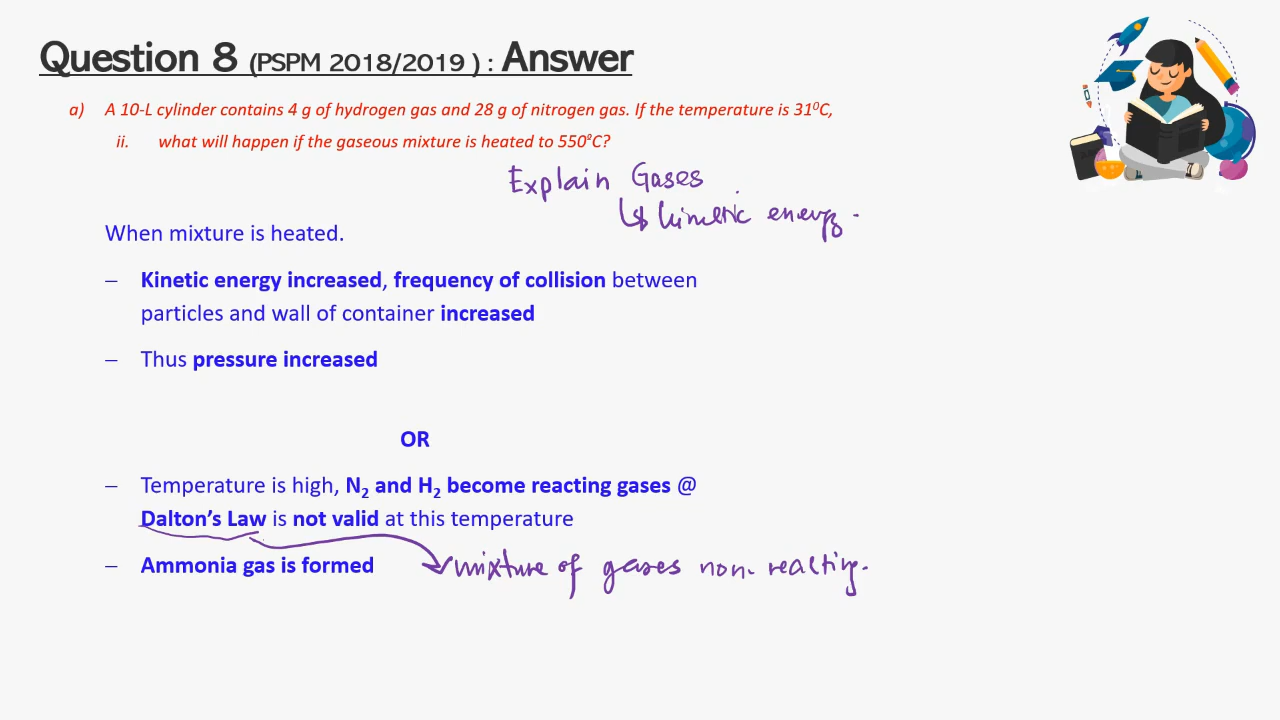 Question 8 (PSPM 2018/2019 ) : Answer
a) A 10-L cylinder contains 4 g of hydrogen gas and 28 g of nitrogen gas. If the temperature is 31⁰C,
ii. what will happen if the gaseous mixture is heated to 550⁰C?
Explain Gases
↳ kinetic energy.
When mixture is heated.
– Kinetic energy increased, frequency of collision between
particles and wall of container increased
– Thus pressure increased
OR
– Temperature is high, N₂ and H₂ become reacting gases @
Dalton's Law is not valid at this temperature
– Ammonia gas is formed
mixture of gases non-reacting.